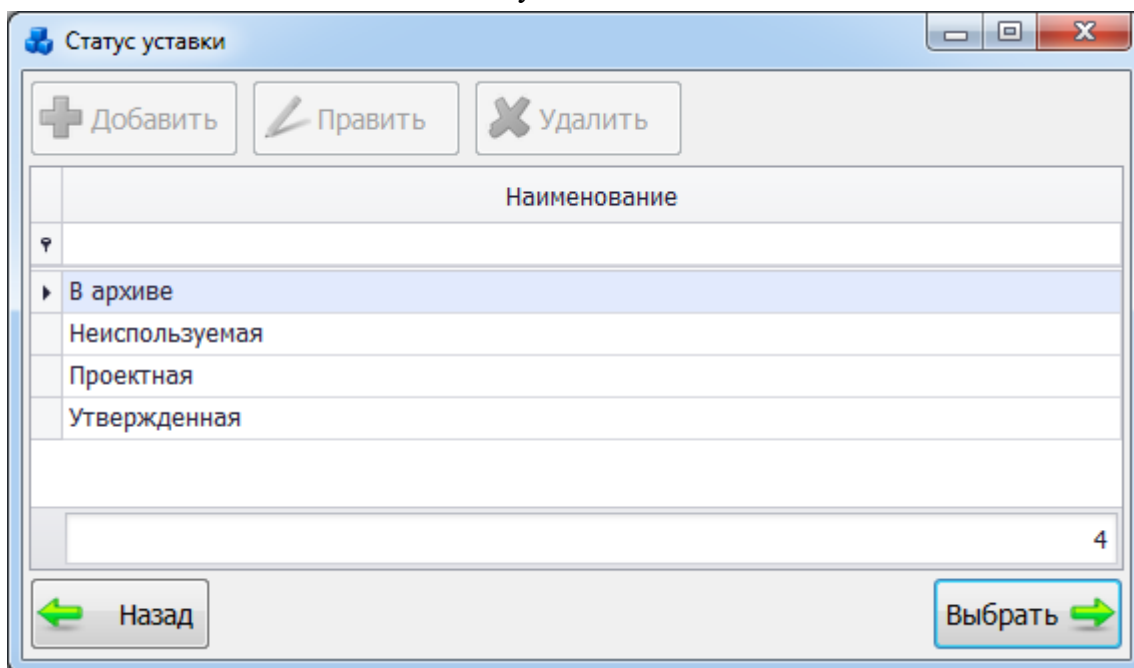 Статус уставки
Добавить Править Удалить
Наименование
В архиве
Неиспользуемая
Проектная
Утвержденная
4
Назад Выбрать